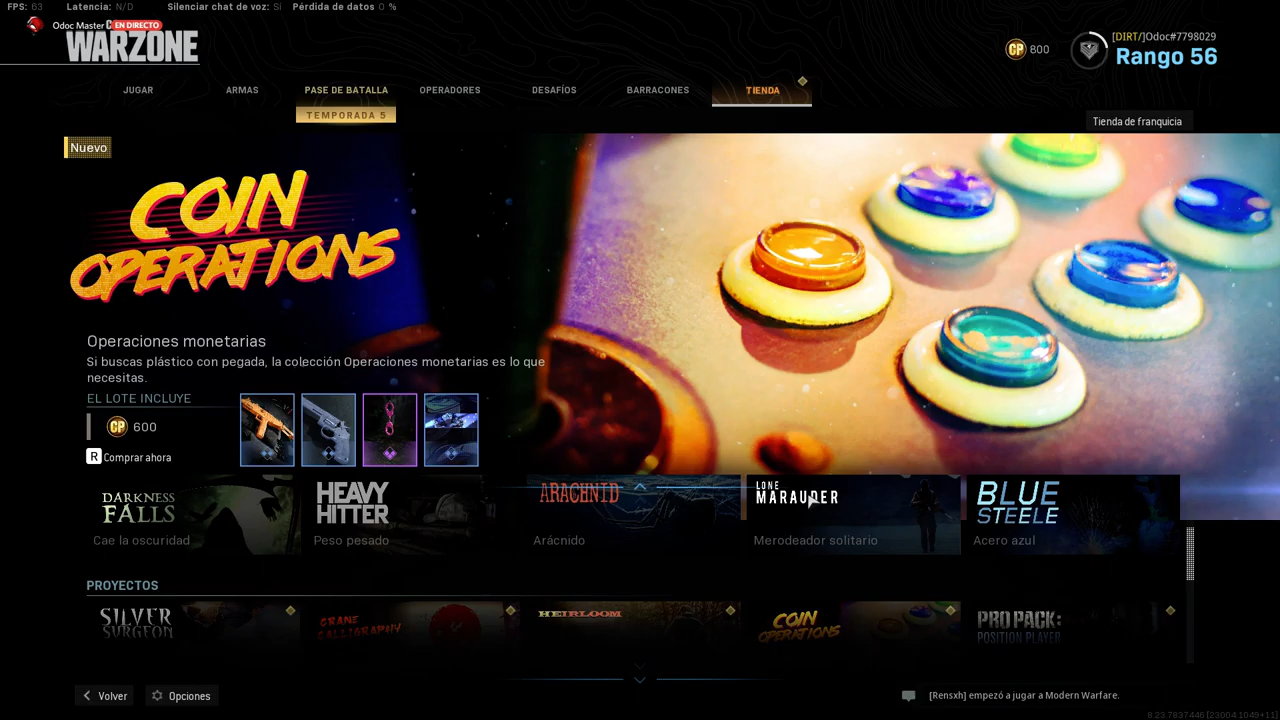 FPS: 63 Latencia: N/D Silenciar chat de voz: Sí Pérdida de datos 0 %
Odoc Master EN DIRECTO
WARZONE
CP 800
[DIRT/]Odoc#7798029
Rango 56
JUGAR ARMAS PASE DE BATALLA OPERADORES DESAFÍOS BARRACONES TIENDA
TEMPORADA 5
Tienda de franquicia
Nuevo
COIN
OPERATIONS
Operaciones monetarias
Si buscas plástico con pegada, la colección Operaciones monetarias es lo que
necesitas.
EL LOTE INCLUYE
CP 600
R Comprar ahora
DARKNESS
FALLS
Cae la oscuridad
HEAVY
HITTER
Peso pesado
ARACHNID
Arácnido
LONE
MARAUDER
Merodeador solitario
BLUE
STEELE
Acero azul
PROYECTOS
SILVER
SURGEON
CRANE
CALLIGRAPHY
HEIRLOOM
COIN
OPERATIONS
PRO PACK:
POSITION PLAYER
Volver Opciones
[Rensxh] empezó a jugar a Modern Warfare.